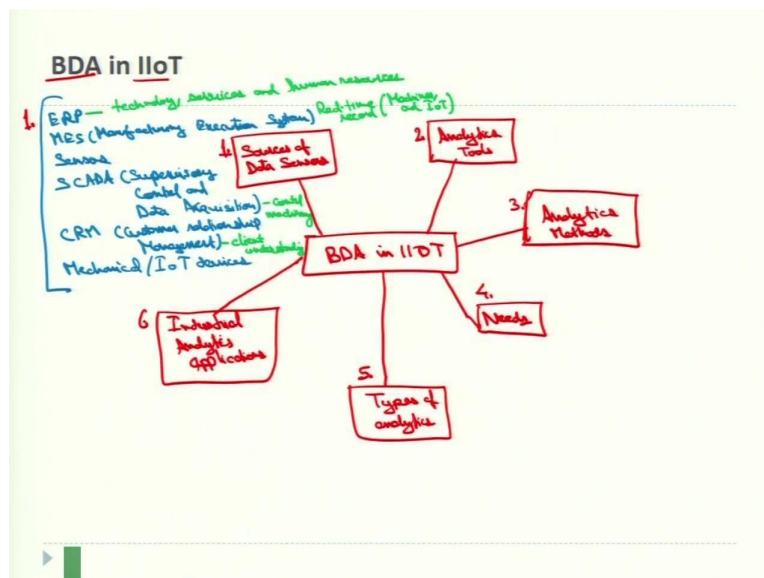 BDA in IIoT
1. ERP — technology, services and human resources
MES (Manufacturing Execution System) Real-time record (Machines and IoT)
Sensors
SCADA (Supervisory
Control and
Data Acquisition) - Control machinery
CRM (Customer relationship
Management) - client understanding
Mechanical / IoT devices
1. Sources of
Data Sensors
2. Analytics
Tools
3. Analytics
Methods
BDA in IIOT
4. Needs
5. Types of
analytics
6 Industrial
Analytics
Applications